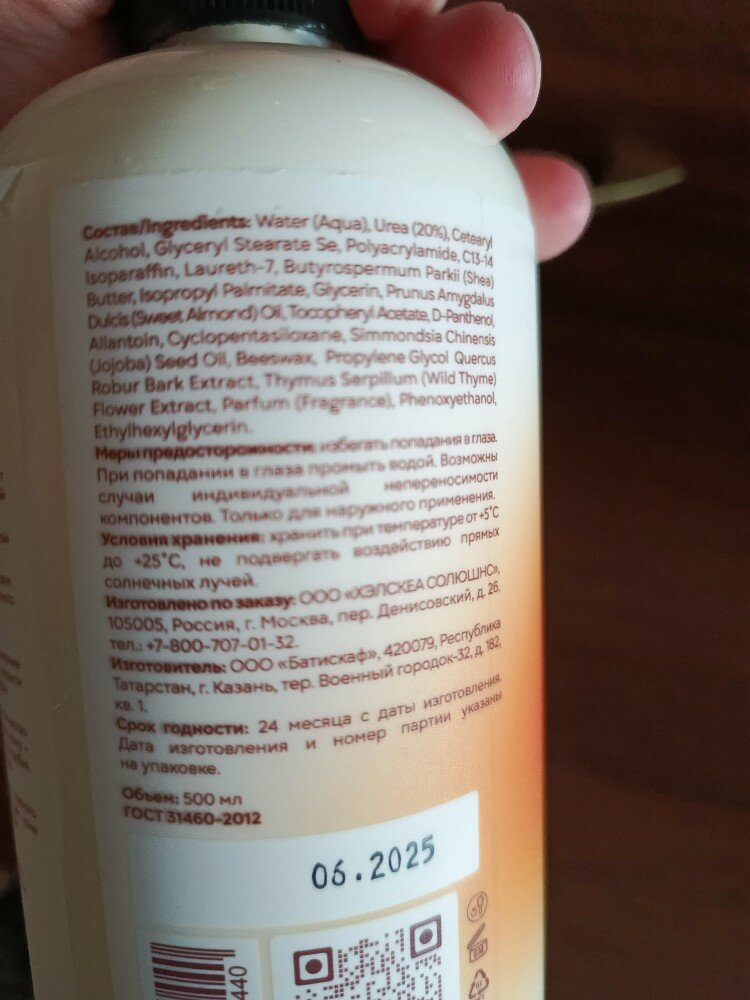 Состав/Ingredients: Water (Aqua), Urea (20%), Cetearyl
Alcohol, Glyceryl Stearate Se, Polyacrylamide, C13-14
Isoparaffin, Laureth-7, Butyrospermum Parkii (Shea)
Butter, Isopropyl Palmitate, Glycerin, Prunus Amygdalus
Dulcis (Sweet Almond) Oil, Tocopheryl Acetate, D-Panthenol,
Allantoin, Cyclopentasiloxane, Simmondsia Chinensis
(Jojoba) Seed Oil, Beeswax, Propylene Glycol Quercus
Robur Bark Extract, Thymus Serpillum (Wild Thyme)
Flower Extract, Parfum (Fragrance), Phenoxyethanol,
Ethylhexylglycerin.
Меры предосторожности: избегать попадания в глаза.
При попадании в глаза промыть водой. Возможны
случаи индивидуальной непереносимости
компонентов. Только для наружного применения.
Условия хранения: хранить при температуре от +5°C
до +25°C, не подвергать воздействию прямых
солнечных лучей.
Изготовлено по заказу: ООО «ХЭЛСКЕА СОЛЮШНС»,
105005, Россия, г. Москва, пер. Денисовский, д. 26.
тел.: +7-800-707-01-32.
Изготовитель: ООО «Батискаф», 420079, Республика
Татарстан, г. Казань, тер. Военный городок-32, д. 182,
кв. 1.
Срок годности: 24 месяца с даты изготовления.
Дата изготовления и номер партии указаны
на упаковке.
Объем: 500 мл
ГОСТ 31460-2012
06.2025
440